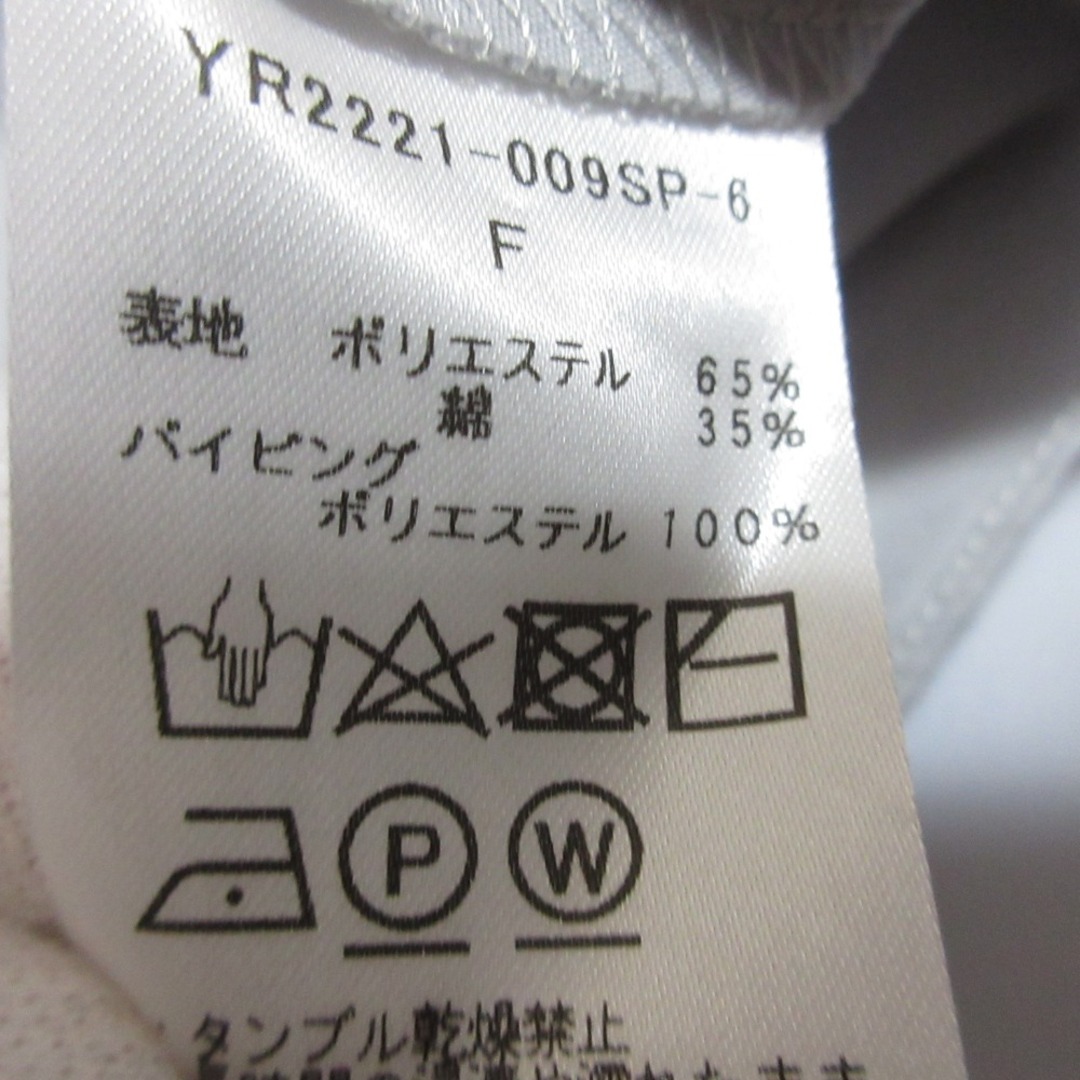 YR2221-009SP-6
F
表地 ポリエステル 65%
綿 35%
パイピング
ポリエステル 100%
P W
タンブル乾燥禁止